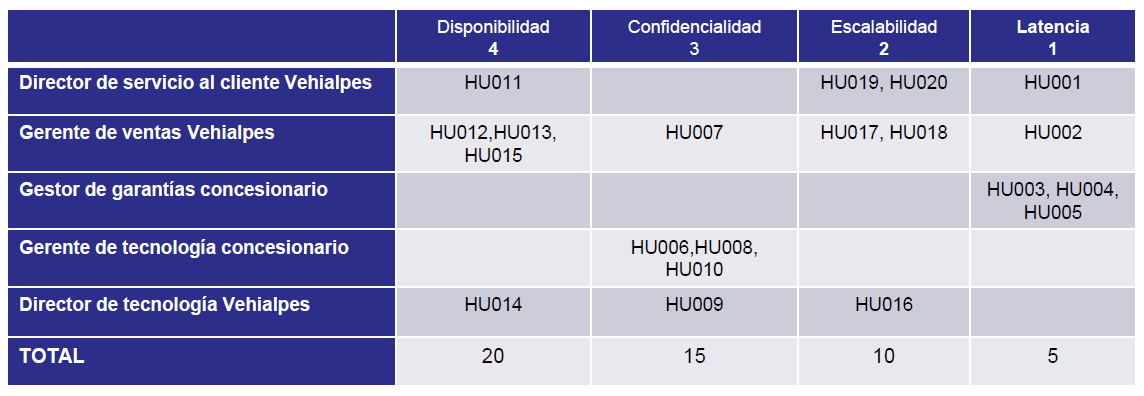 Disponibilidad Confidencialidad Escalabilidad Latencia
4 3 2 1
Director de servicio al cliente Vehialpes HU011 HU019, HU020 HU001
Gerente de ventas Vehialpes HU012,HU013, HU007 HU017, HU018 HU002
HU015
Gestor de garantías concesionario HU003, HU004,
HU005
Gerente de tecnología concesionario HU006,HU008,
HU010
Director de tecnología Vehialpes HU014 HU009 HU016
TOTAL 20 15 10 5